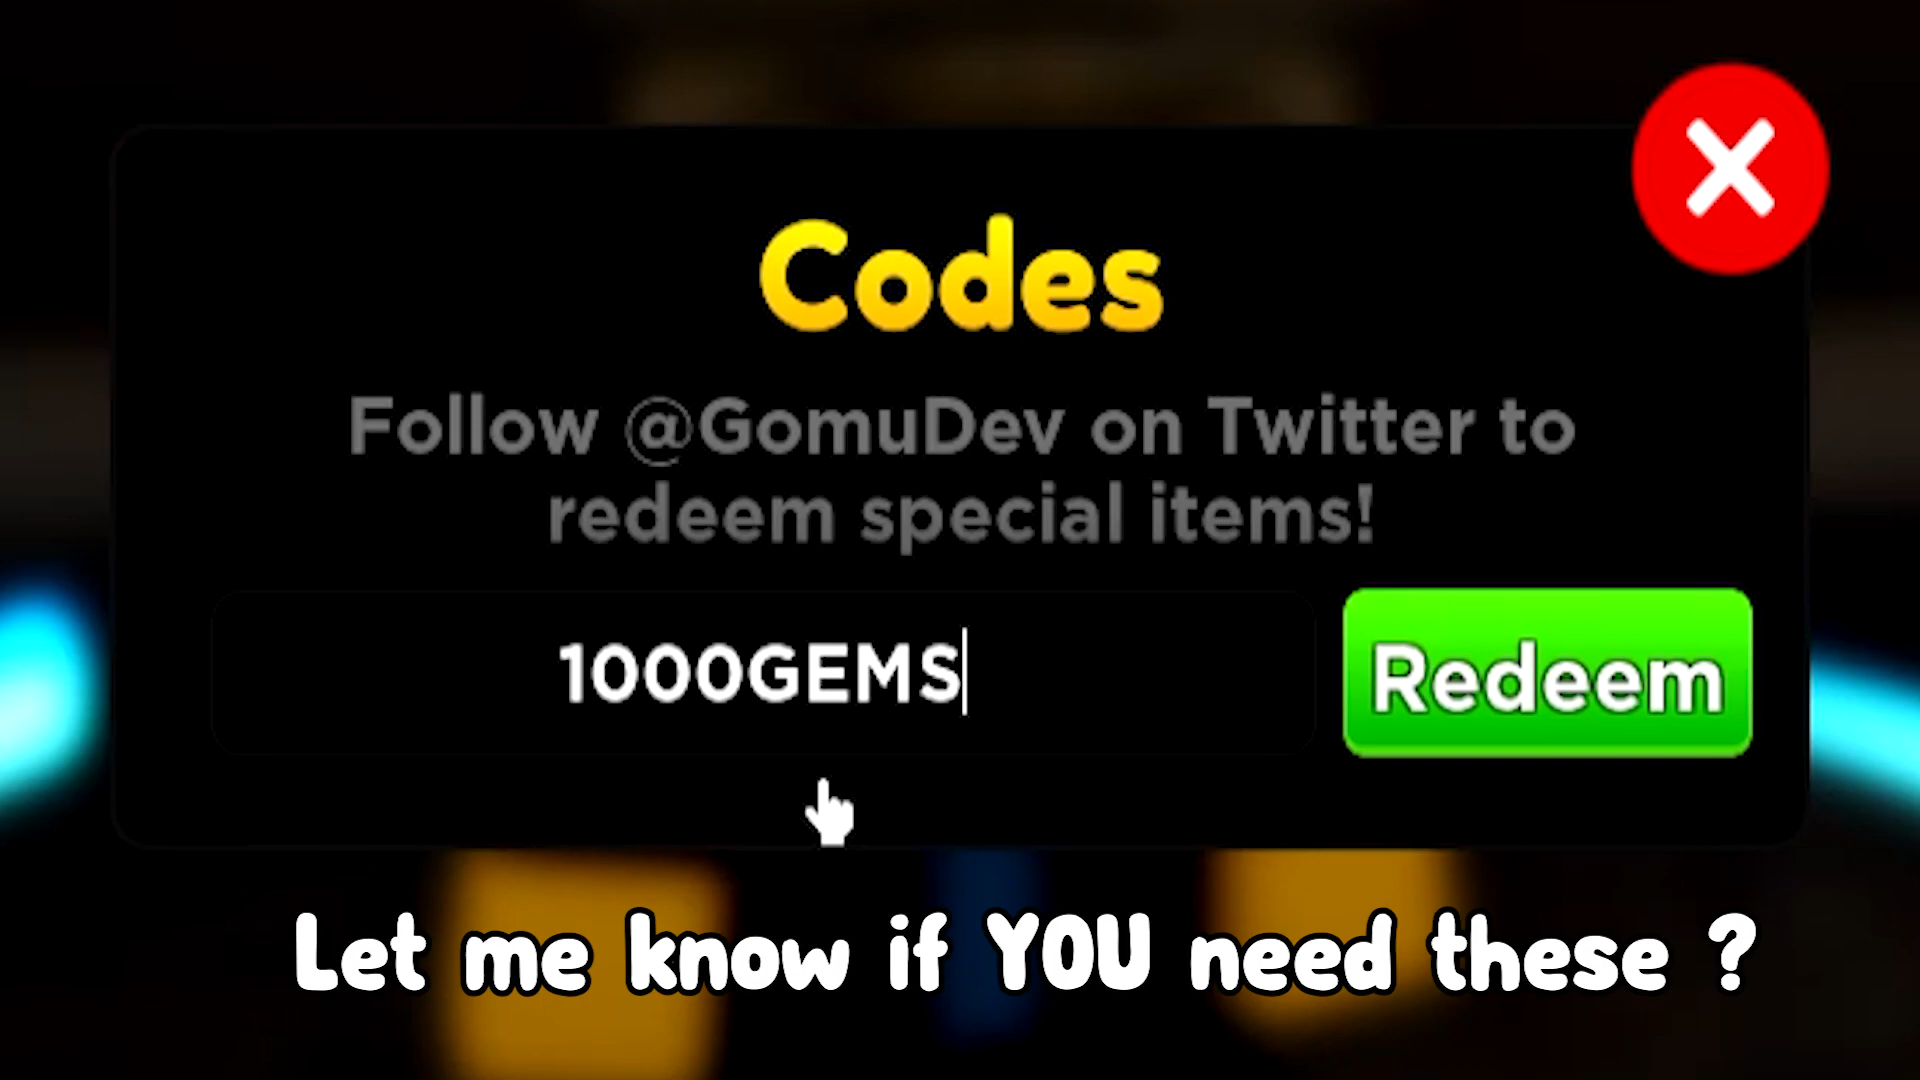 Codes
Follow @GomuDev on Twitter to
redeem special items!
1000GEMS
Redeem
Let me know if YOU need these ?